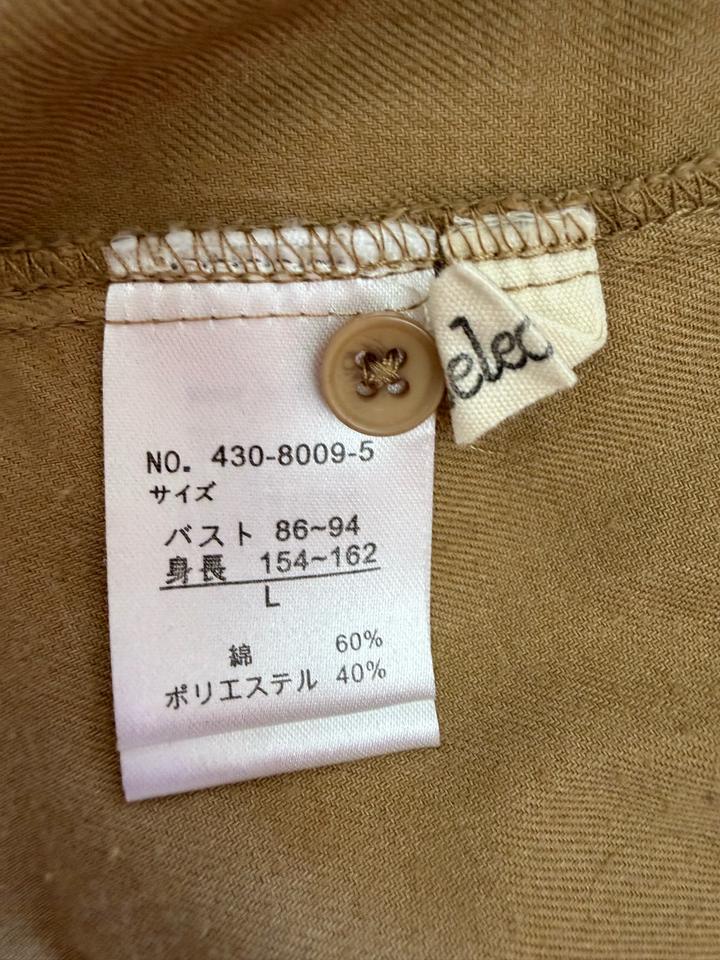 NO. 430-8009-5
サイズ
バスト 86~94
身長 154~162
L
綿 60%
ポリエステル 40%